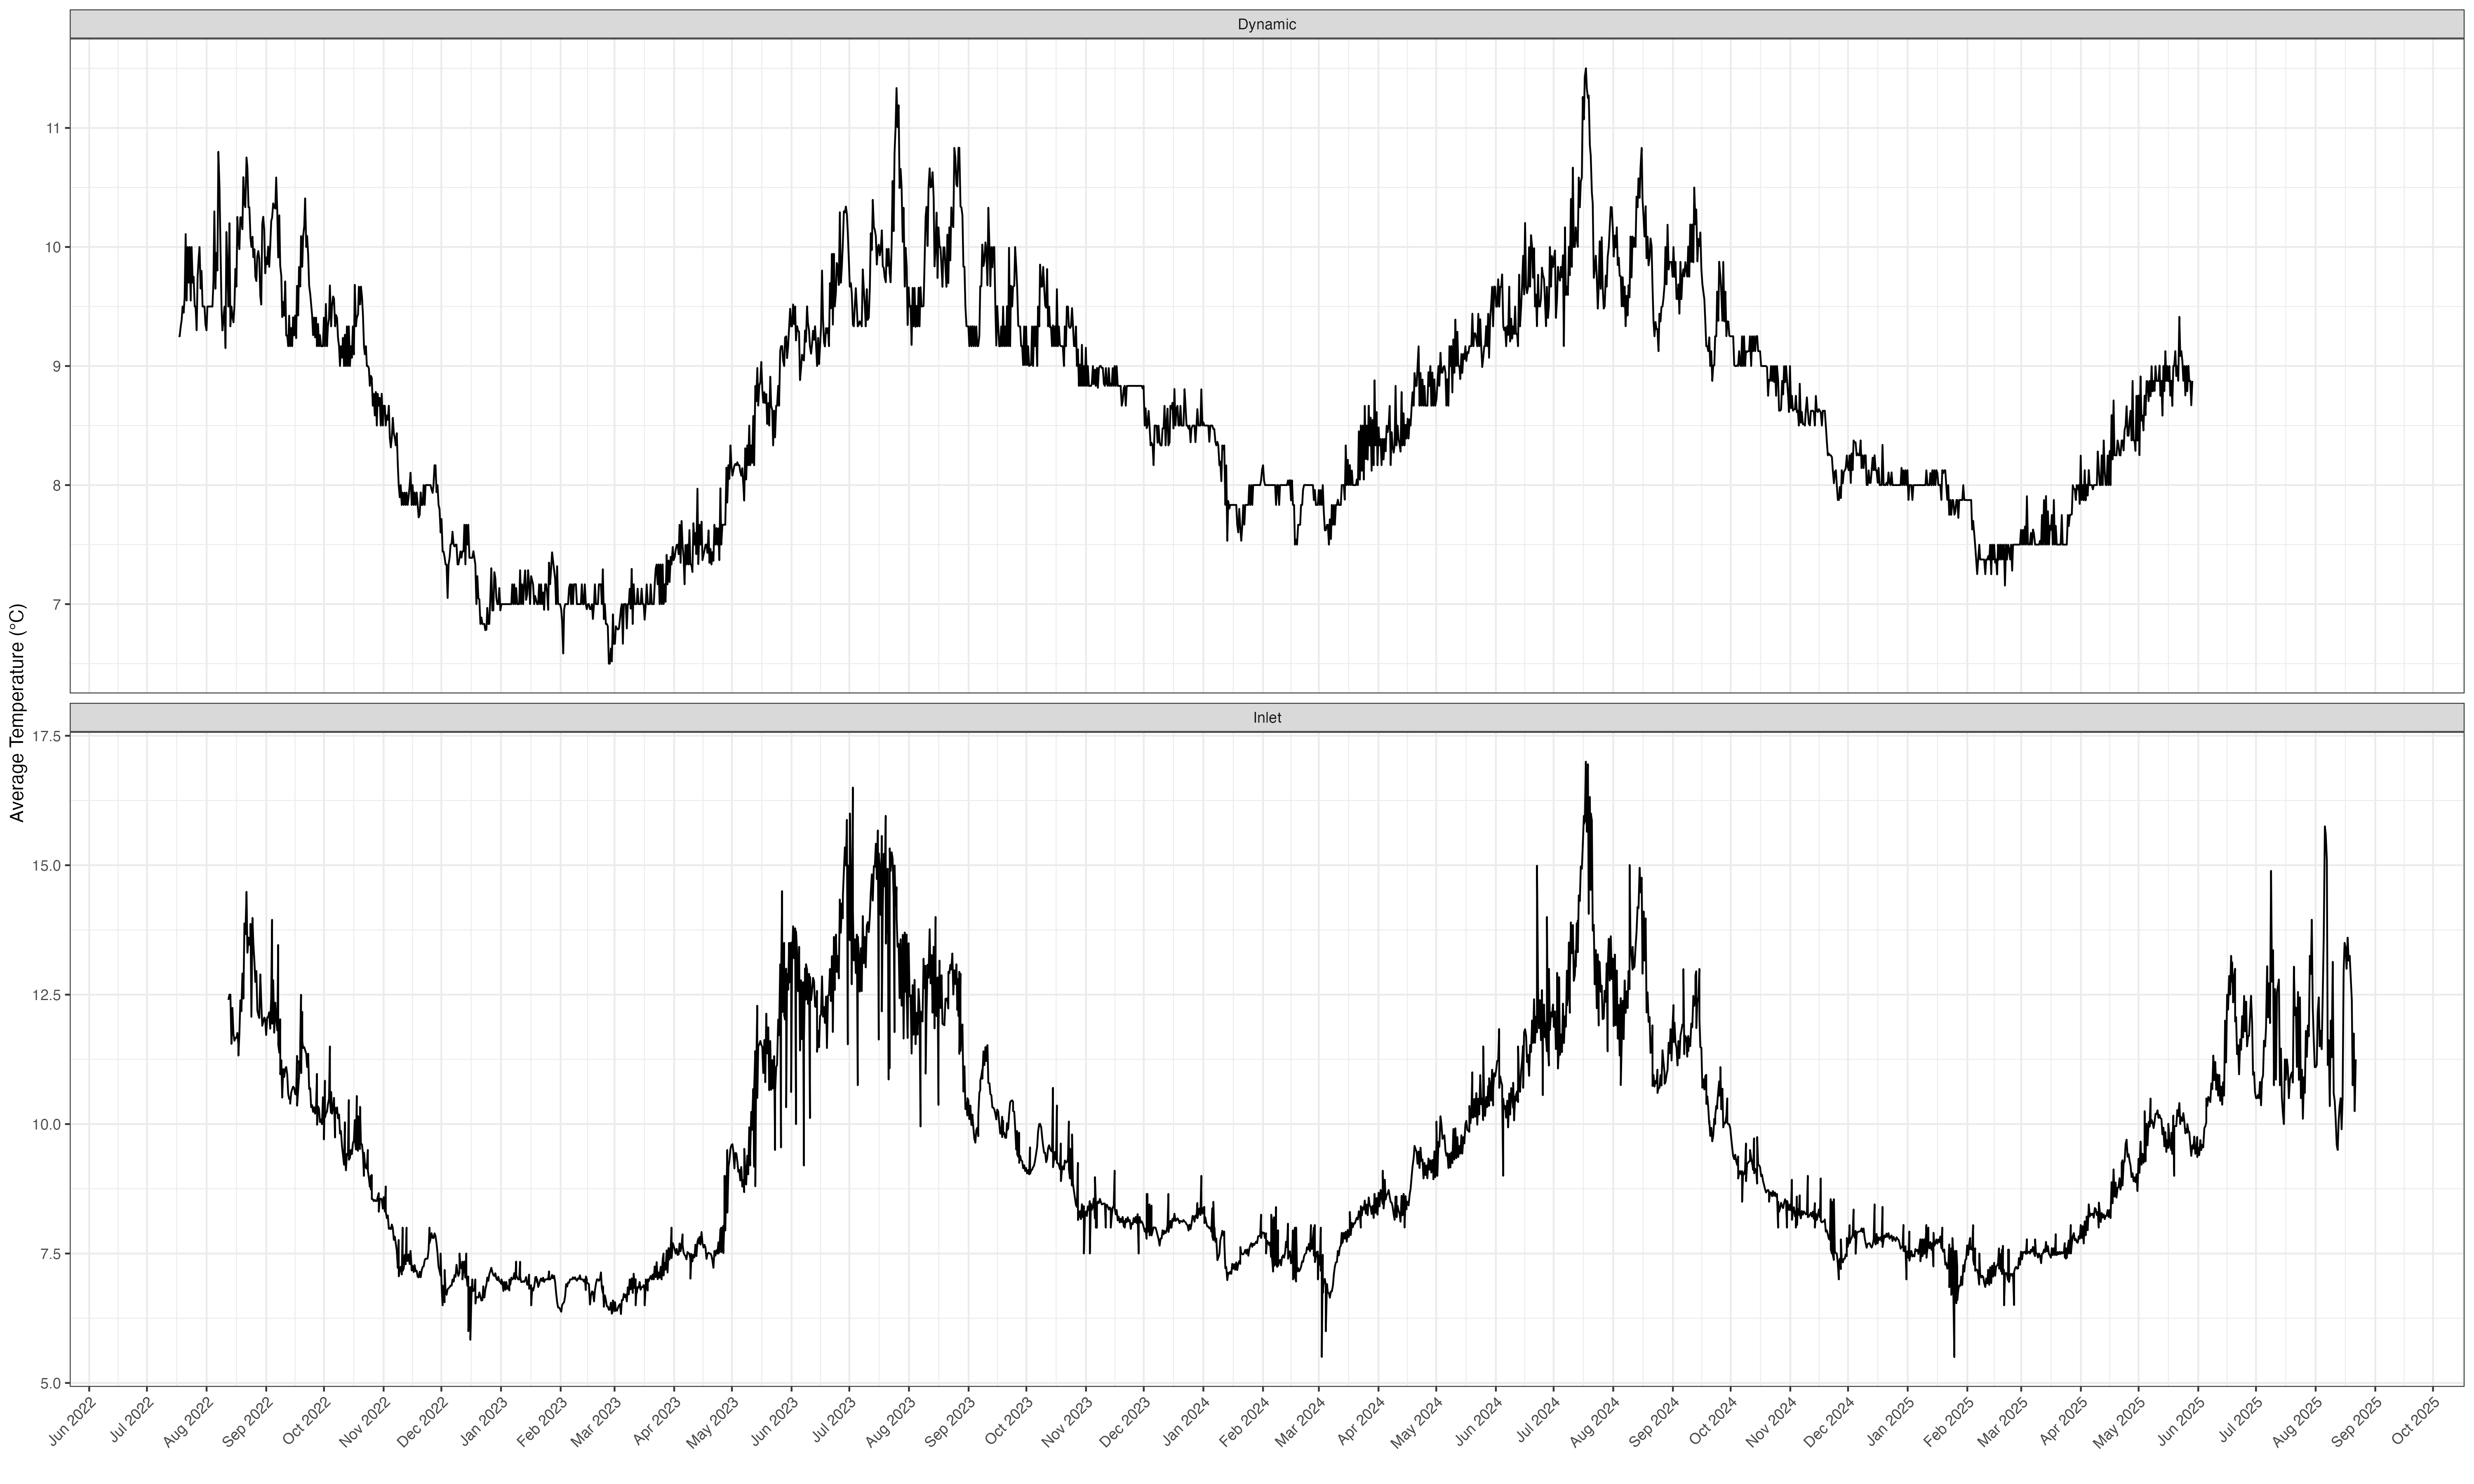 Dynamic
11
10
9
8
7
Average Temperature (°C)
Inlet
17.5
15.0
12.5
10.0
7.5
5.0
Jun 2022
Jul 2022
Aug 2022
Sep 2022
Oct 2022
Nov 2022
Dec 2022
Jan 2023
Feb 2023
Mar 2023
Apr 2023
May 2023
Jun 2023
Jul 2023
Aug 2023
Sep 2023
Oct 2023
Nov 2023
Dec 2023
Jan 2024
Feb 2024
Mar 2024
Apr 2024
May 2024
Jun 2024
Jul 2024
Aug 2024
Sep 2024
Oct 2024
Nov 2024
Dec 2024
Jan 2025
Feb 2025
Mar 2025
Apr 2025
May 2025
Jun 2025
Jul 2025
Aug 2025
Sep 2025
Oct 2025